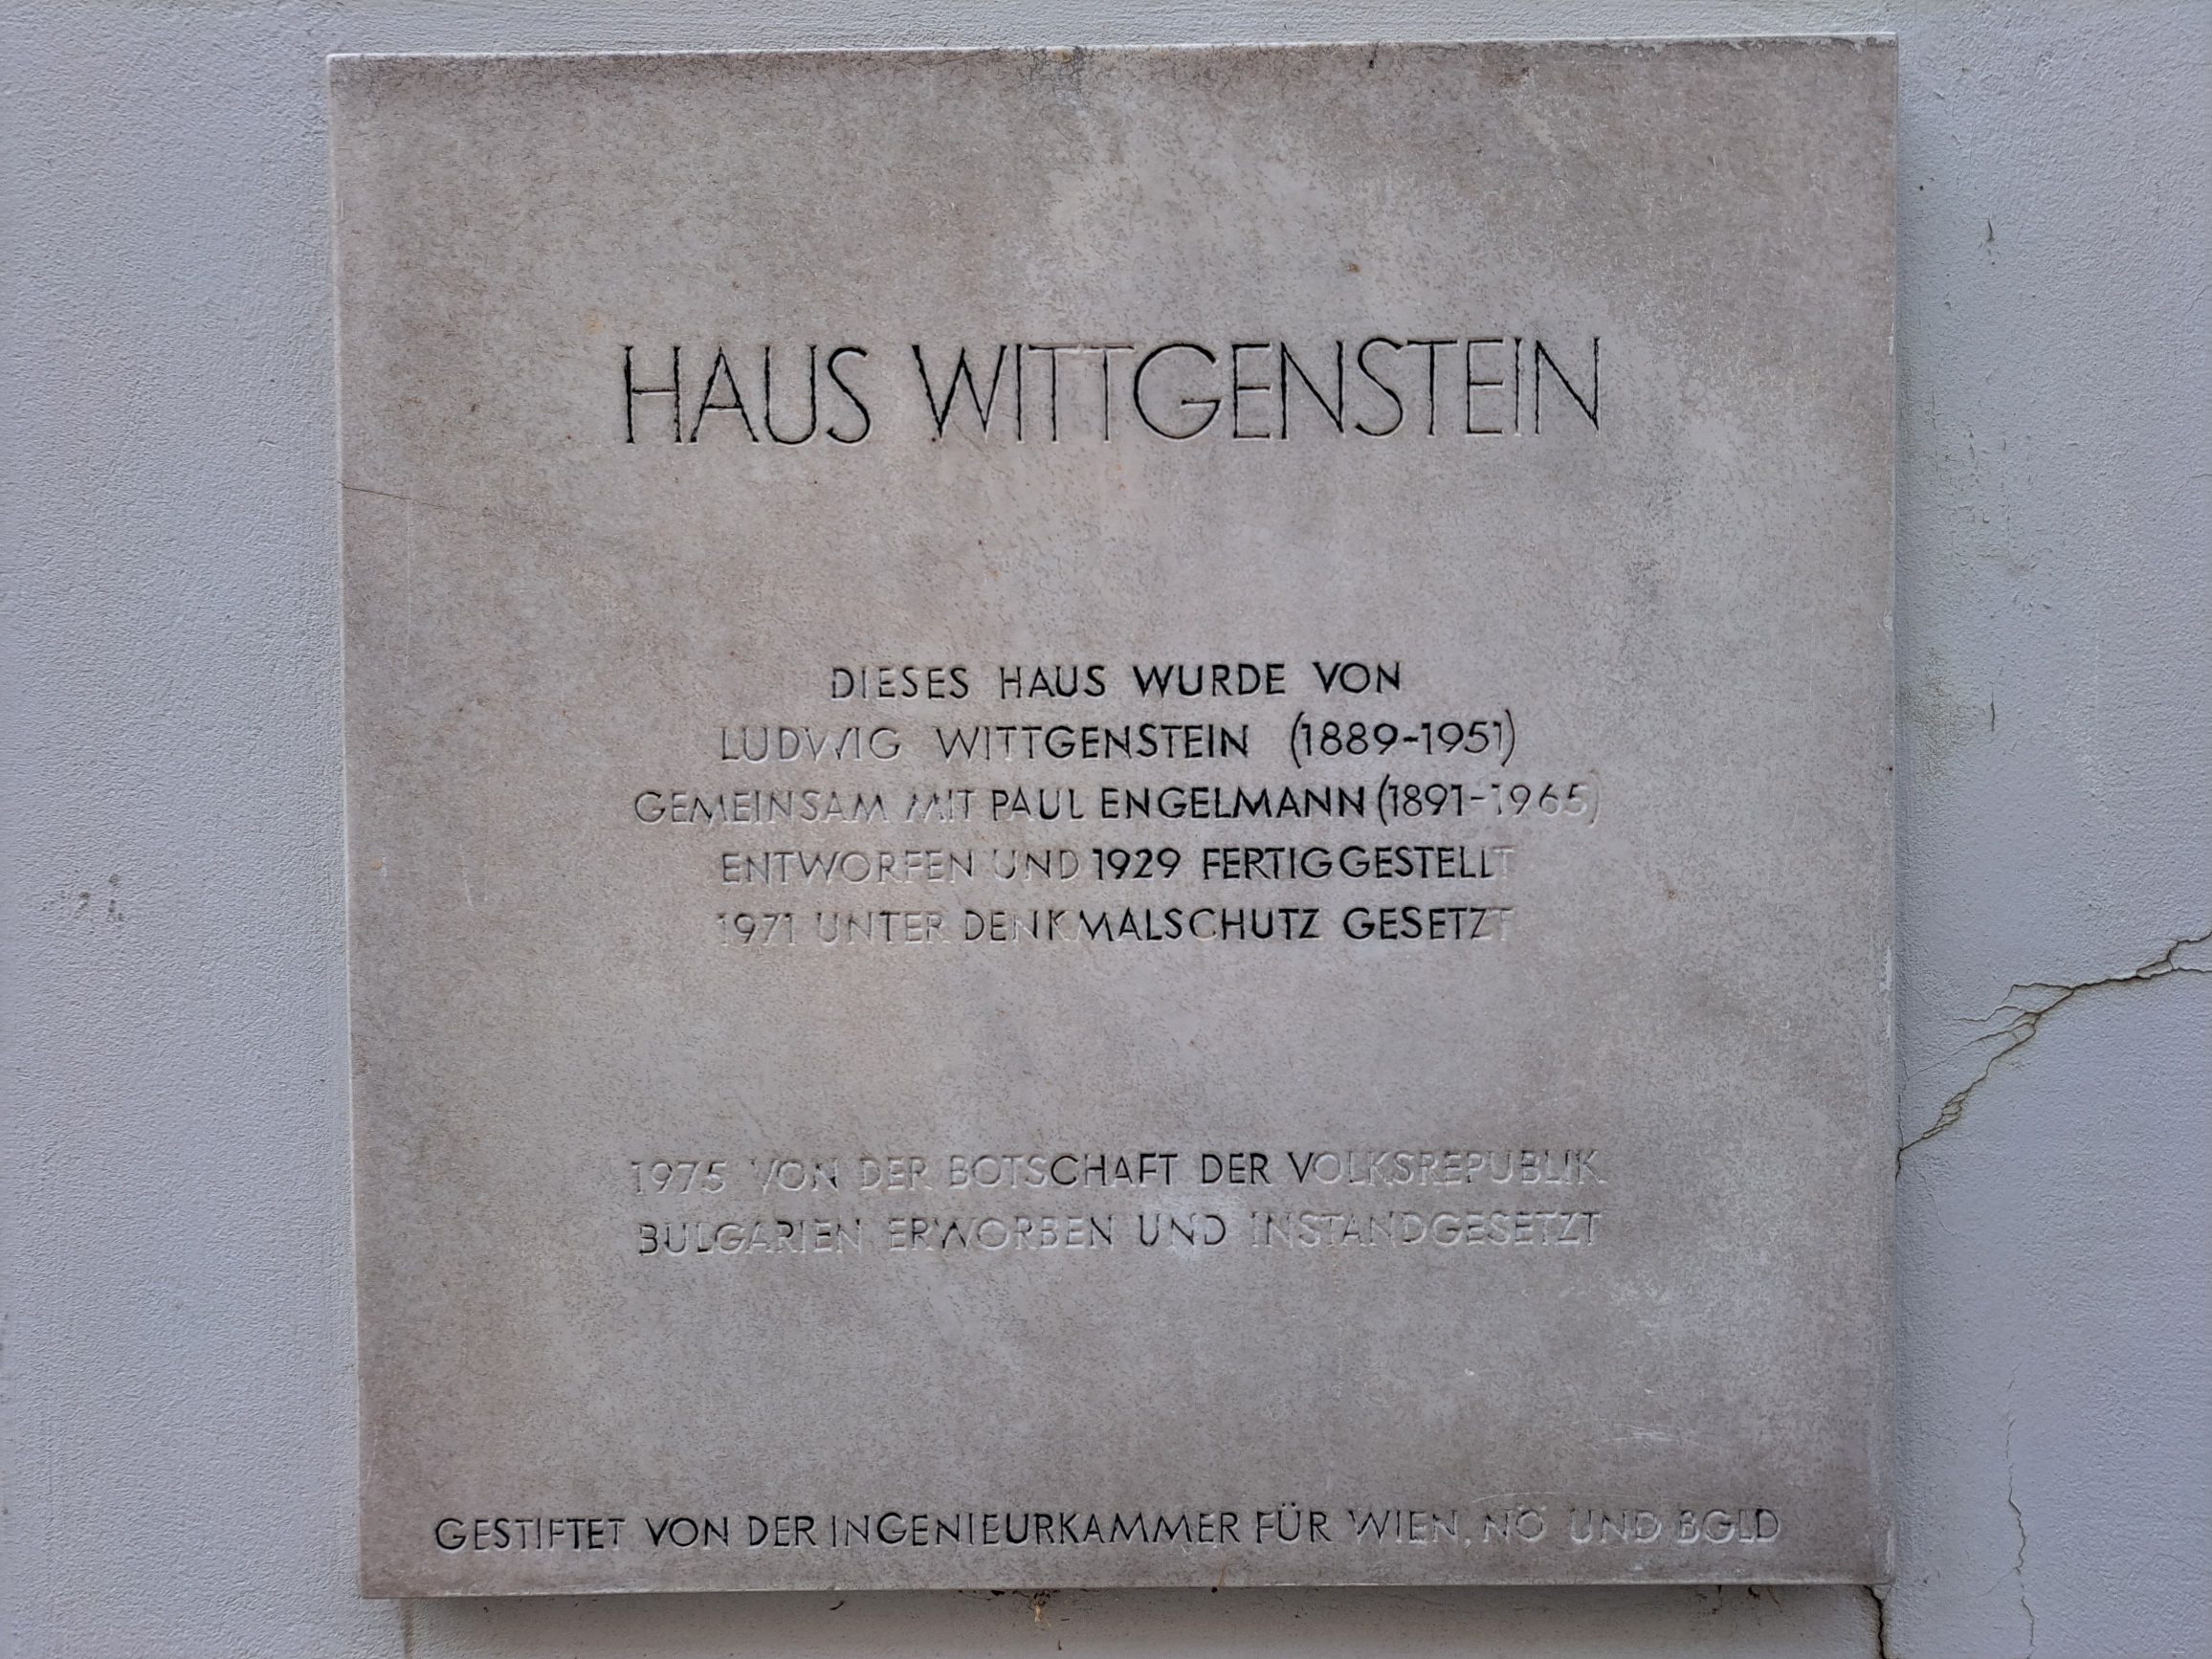 HAUS WITTGENSTEIN
DIESES HAUS WURDE VON
LUDWIG WITTGENSTEIN (1889-1951)
GEMEINSAM MIT PAUL ENGELMANN (1891-1965)
ENTWORFEN UND 1929 FERTIGGESTELLT
1971 UNTER DENKMALSCHUTZ GESETZT
1975 VON DER BOTSCHAFT DER VOLKSREPUBLIK
BULGARIEN ERWORBEN UND INSTANDGESETZT
GESTIFTET VON DER INGENIEURKAMMER FÜR WIEN, NÖ UND BGLD